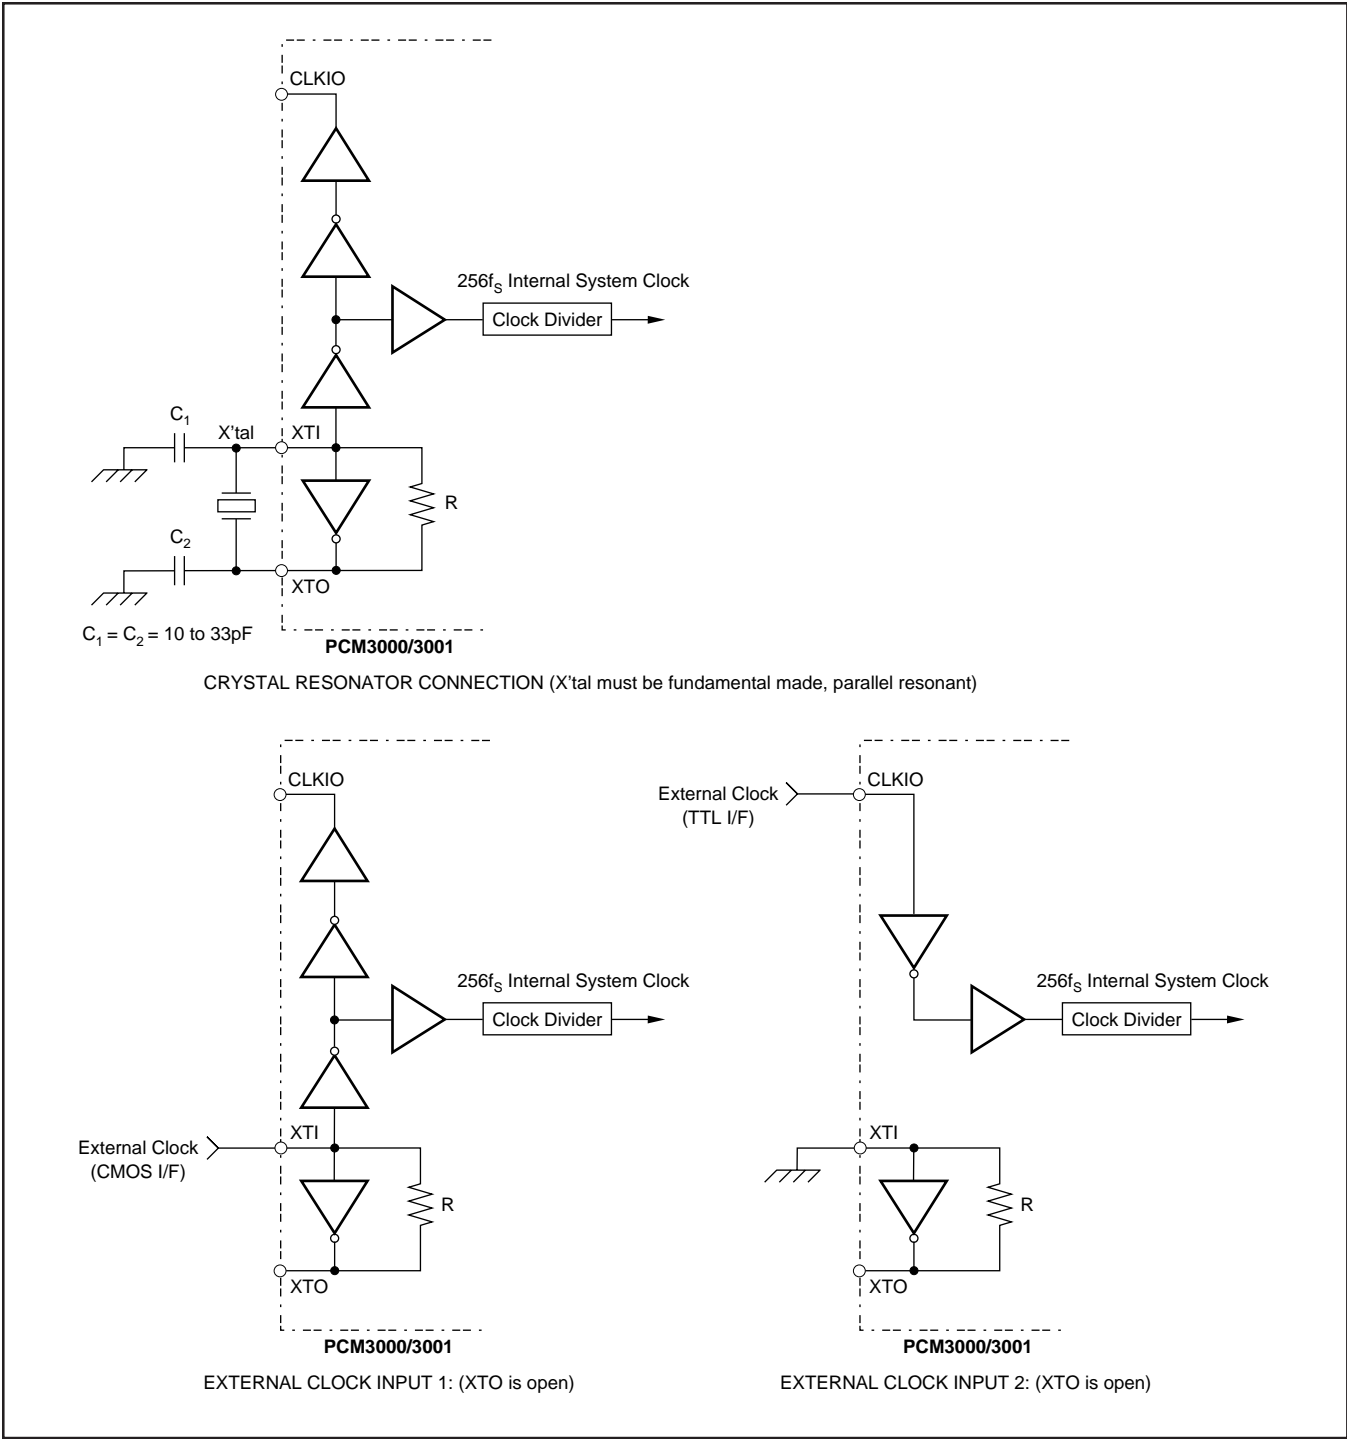 CLKIO
256fS Internal System Clock
Clock Divider
C1
X'tal
XTI
R
C2
XTO
C1 = C2 = 10 to 33pF
PCM3000/3001
CRYSTAL RESONATOR CONNECTION (X'tal must be fundamental made, parallel resonant)
CLKIO
256fS Internal System Clock
Clock Divider
XTI
External Clock
(CMOS I/F)
R
XTO
PCM3000/3001
EXTERNAL CLOCK INPUT 1: (XTO is open)
CLKIO
External Clock
(TTL I/F)
256fS Internal System Clock
Clock Divider
XTI
R
XTO
PCM3000/3001
EXTERNAL CLOCK INPUT 2: (XTO is open)